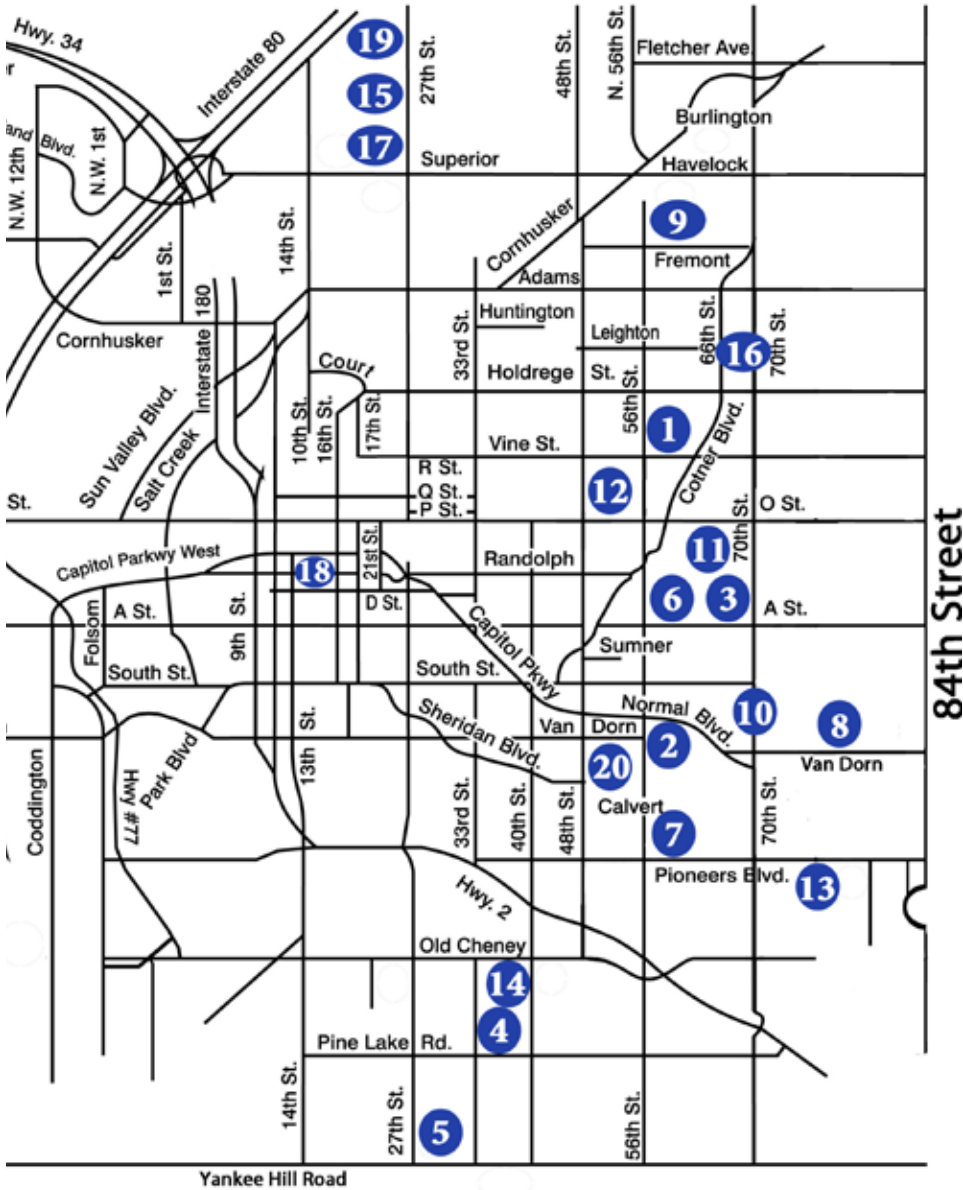 Hwy. 34
Interstate 80
19
27th St.
48th St.
N. 56th St.
Fletcher Ave.
15
Burlington
17
Superior
Havelock
and Blvd.
N.W. 12th
N.W. 1st
Cornhusker
9
Fremont
1st St.
14th St.
Adams
180
Interstate
Huntington
Leighton
66th St.
70th St.
16
Cornhusker
33rd St.
Court
Holdrege St.
56th St.
1
Sun Valley Blvd.
Salt Creek
10th St.
16th St.
17th St.
Vine St.
Cotner Blvd.
R St.
Q St.
P St.
12
St.
O St.
70th St.
84th Street
Capitol Parkwy West
18
21st St.
Randolph
11
D St.
6
3
A St.
Folsom
A St.
9th St.
Capitol Pkwy
Sumner
South St.
South St.
Normal Blvd.
10
8
Sheridan Blvd.
Van Dorn
2
Van Dorn
Coddington
Hwy #77
Park Blvd
13th St.
20
Calvert
33rd St.
40th St.
48th St.
7
70th St.
Pioneers Blvd.
13
Hwy. 2
Old Cheney
14
4
Pine Lake Rd.
14th St.
27th St.
5
56th St.
Yankee Hill Road